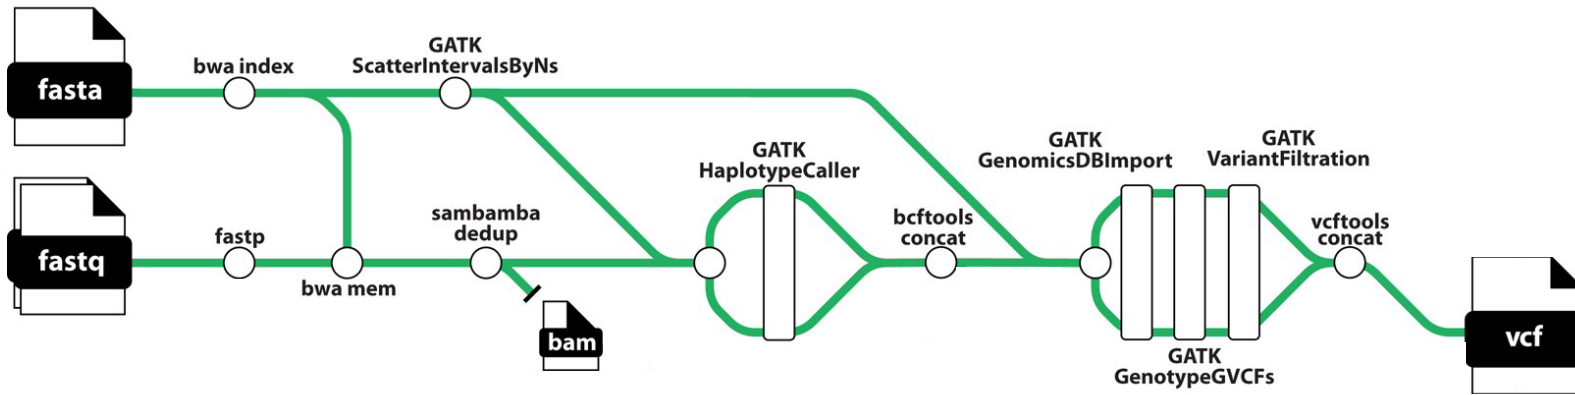 fasta
bwa index
GATK
ScatterIntervalsByNs
fastq
fastp
bwa mem
sambamba
dedup
bam
GATK
HaplotypeCaller
bcftools
concat
GATK
GenomicsDBImport
GATK
VariantFiltration
GATK
GenotypeGVCFs
vcftools
concat
vcf